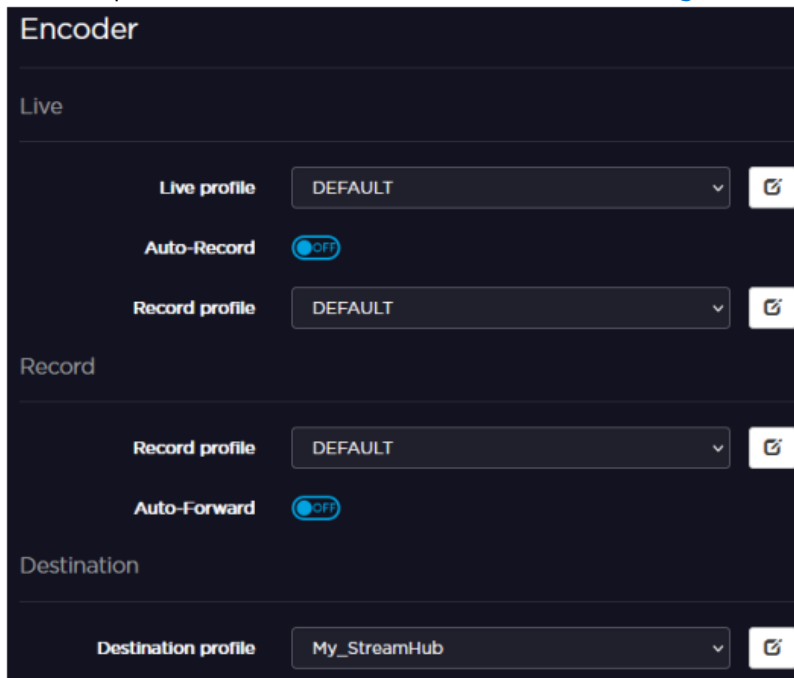 Encoder
Live
Live profile DEFAULT
Auto-Record OFF
Record profile DEFAULT
Record
Record profile DEFAULT
Auto-Forward OFF
Destination
Destination profile My_StreamHub